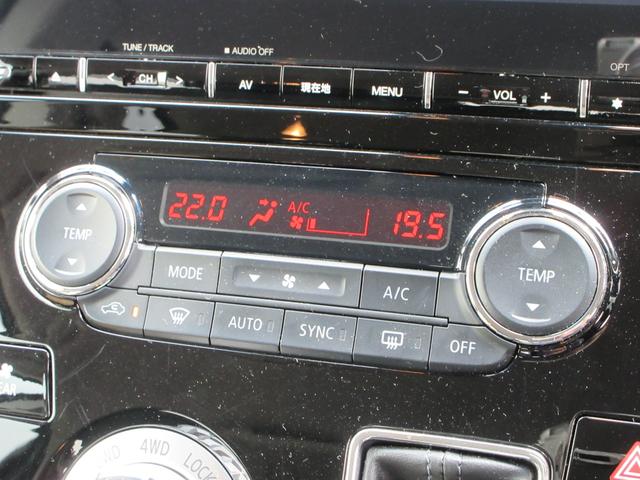 TUNE / TRACK
AUDIO OFF
OPT
CH
AV
現在地
MENU
− VOL +
22.0
A/C
19.5
TEMP
TEMP
MODE
A/C
AUTO
SYNC
OFF
4WD
LOCK